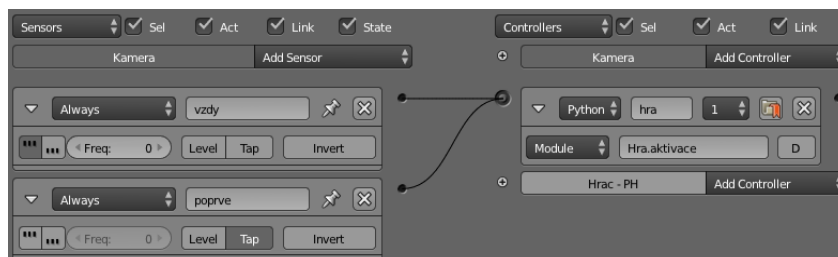 Sensors Sel Act Link State Controllers Sel Act Link
Kamera Add Sensor Kamera Add Controller
Always vzdy Python hra 1
Freq: 0 Level Tap Invert Module Hra.aktivace D
Always poprve Hrac - PH Add Controller
Freq: 0 Level Tap Invert